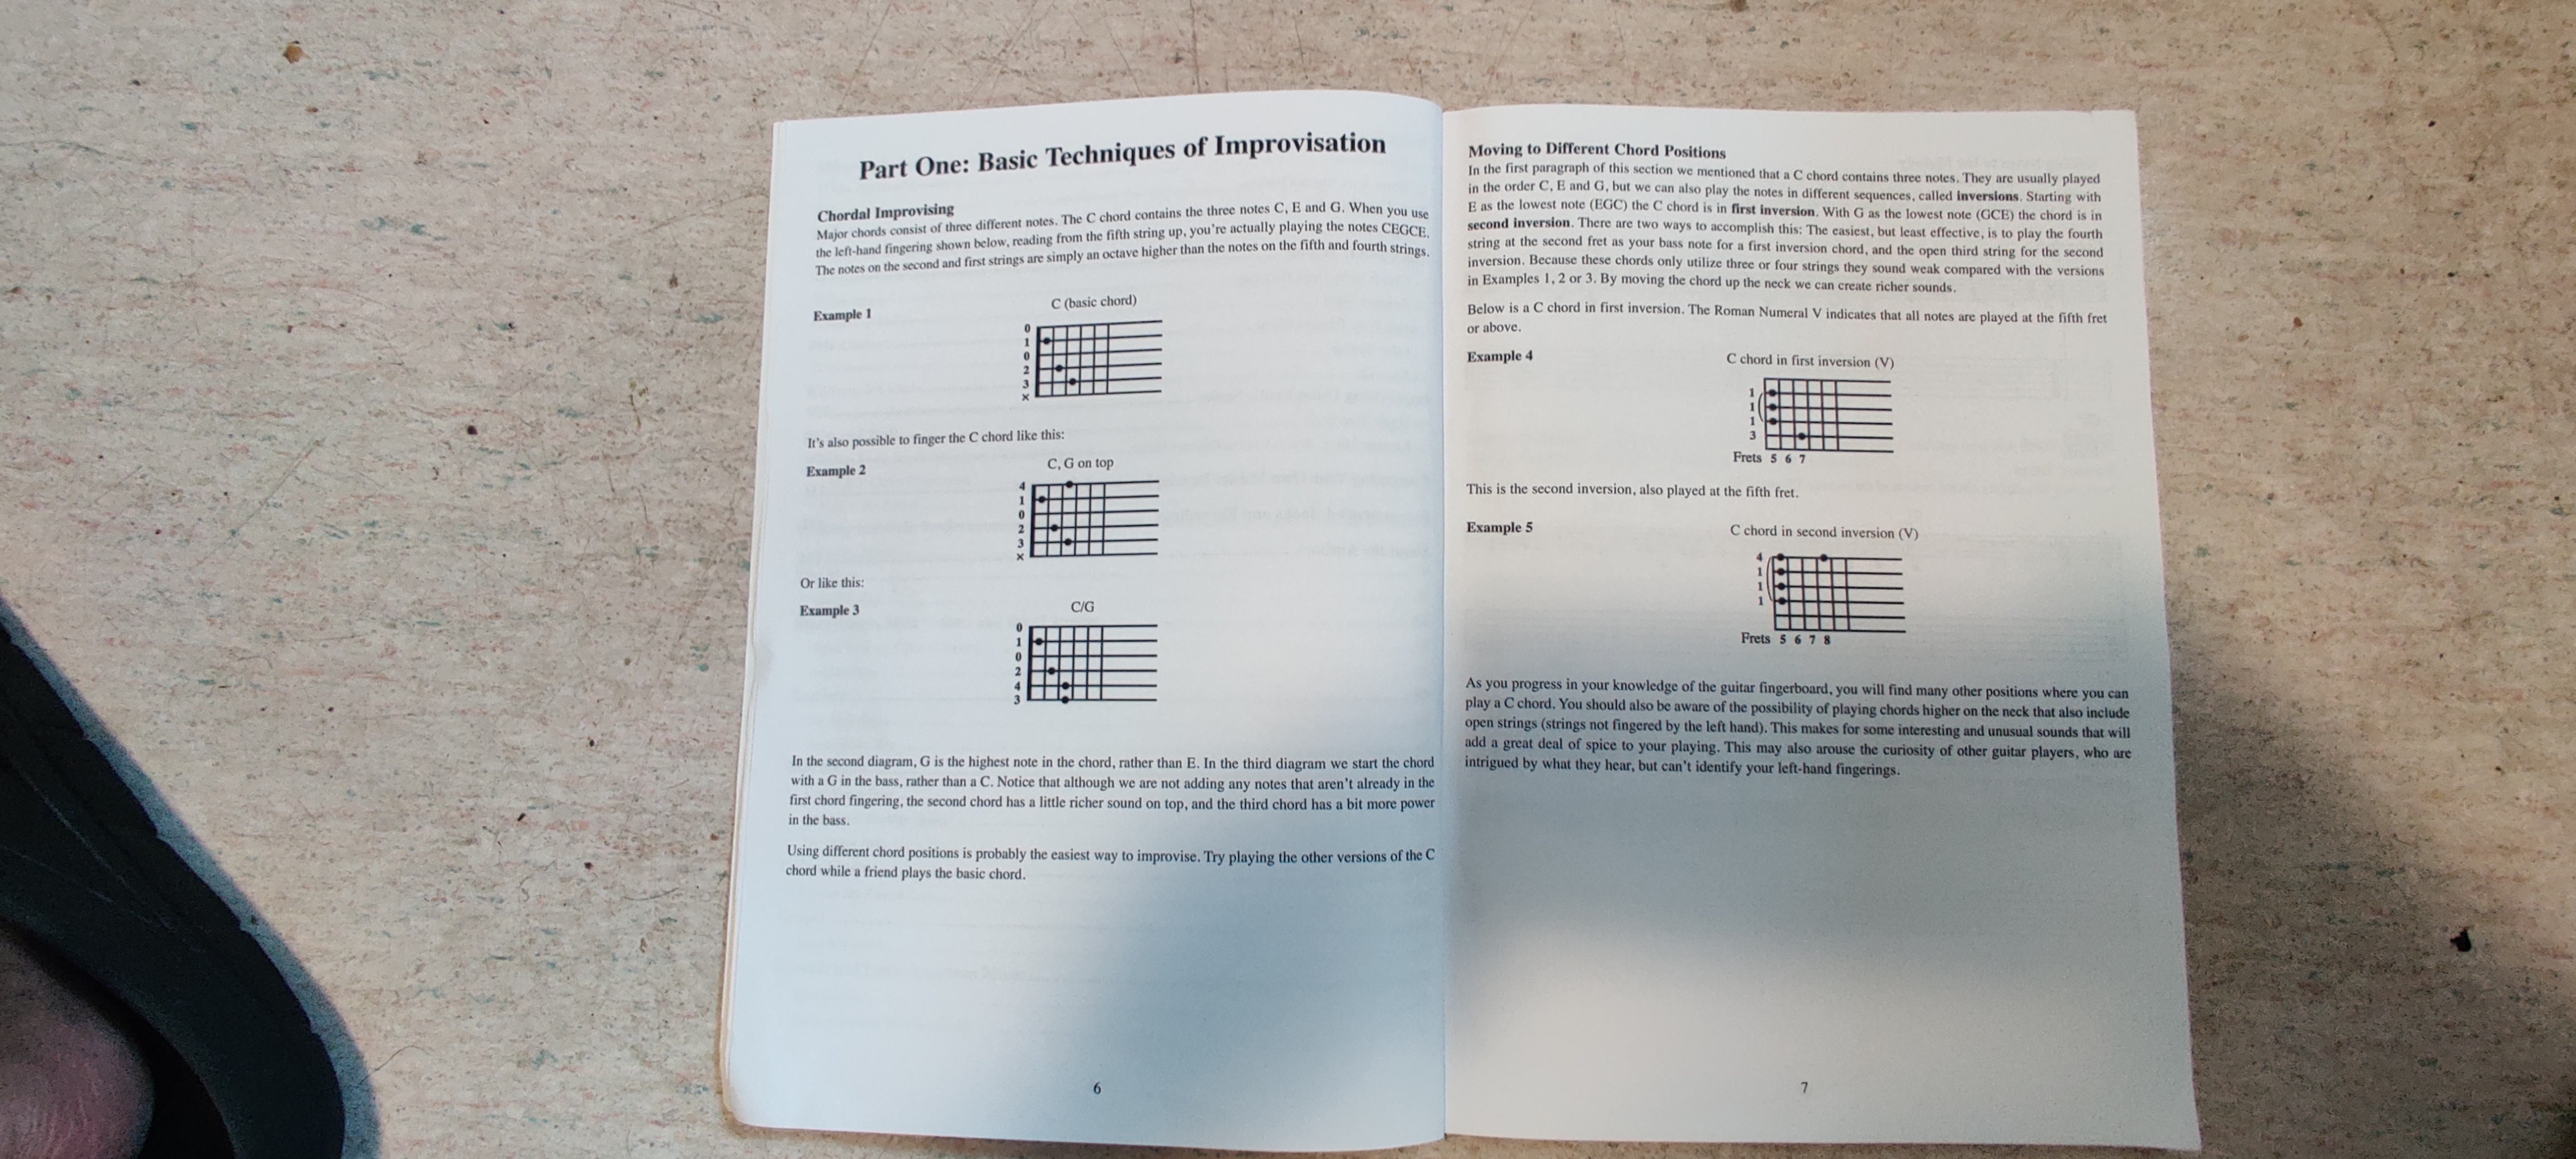 Part One: Basic Techniques of Improvisation
Chordal Improvising
Major chords consist of three different notes. The C chord contains the three notes C, E and G. When you use
the left-hand fingering shown below, reading from the fifth string up, you're actually playing the notes CEGCE.
The notes on the second and first strings are simply an octave higher than the notes on the fifth and fourth strings.
C (basic chord)
Example 1
0
1
0
2
3
x
It's also possible to finger the C chord like this:
C, G on top
Example 2
4
1
0
2
3
x
Or like this:
C/G
Example 3
0
1
0
2
4
3
In the second diagram, G is the highest note in the chord, rather than E. In the third diagram we start the chord
with a G in the bass, rather than a C. Notice that although we are not adding any notes that aren't already in the
first chord fingering, the second chord has a little richer sound on top, and the third chord has a bit more power
in the bass.
Using different chord positions is probably the easiest way to improvise. Try playing the other versions of the C
chord while a friend plays the basic chord.
6
Moving to Different Chord Positions
In the first paragraph of this section we mentioned that a C chord contains three notes. They are usually played
in the order C, E and G, but we can also play the notes in different sequences, called inversions. Starting with
E as the lowest note (EGC) the C chord is in first inversion. With G as the lowest note (GCE) the chord is in
second inversion. There are two ways to accomplish this: The easiest, but least effective, is to play the fourth
string at the second fret as your bass note for a first inversion chord, and the open third string for the second
inversion. Because these chords only utilize three or four strings they sound weak compared with the versions
in Examples 1, 2 or 3. By moving the chord up the neck we can create richer sounds.
Below is a C chord in first inversion. The Roman Numeral V indicates that all notes are played at the fifth fret
or above.
C chord in first inversion (V)
Example 4
1
1
1
3
Frets 5 6 7
This is the second inversion, also played at the fifth fret.
C chord in second inversion (V)
Example 5
4
1
1
1
Frets 5 6 7 8
As you progress in your knowledge of the guitar fingerboard, you will find many other positions where you can
play a C chord. You should also be aware of the possibility of playing chords higher on the neck that also include
open strings (strings not fingered by the left hand). This makes for some interesting and unusual sounds that will
add a great deal of spice to your playing. This may also arouse the curiosity of other guitar players, who are
intrigued by what they hear, but can't identify your left-hand fingerings.
7